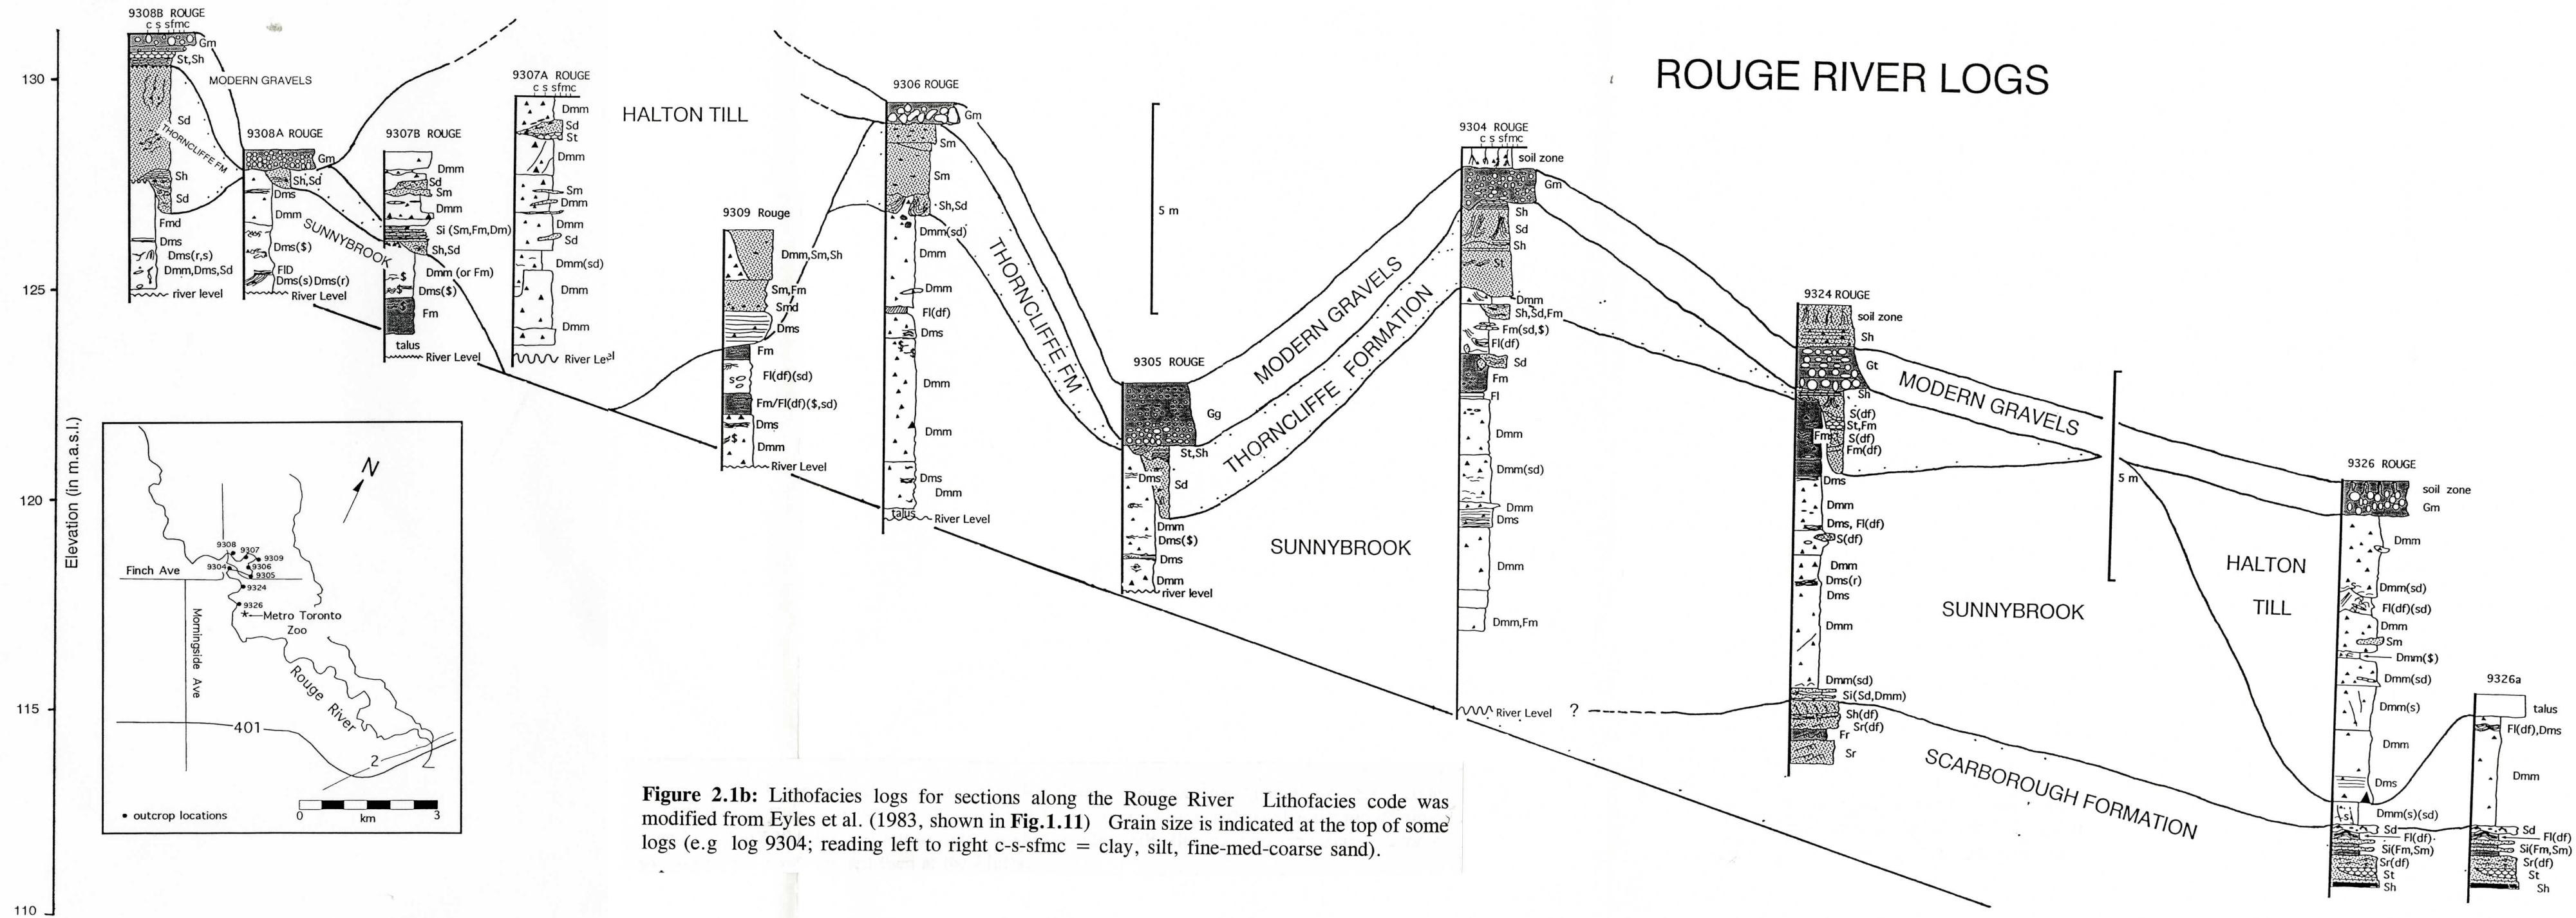 ROUGE RIVER LOGS
Elevation (in m.a.s.l.)
130
125
120
115
110
9308B ROUGE
c s sfmc
Gm
St,Sh
MODERN GRAVELS
Sd
THORNCLIFFE FM
Sh
Sd
Fmd
Dms
Dms(r,s)
Dmm,Dms,Sd
river level
9308A ROUGE
Gm
Sh,Sd
Dms
Dmm
SUNNYBROOK
Dms($)
FlD
Dms(s)Dms(r)
River Level
9307B ROUGE
Dmm
Sd
Sm
Dmm
Si (Sm,Fm,Dm)
Sh,Sd
Dmm (or Fm)
Dms($)
Fm
talus
River Level
9307A ROUGE
c s sfmc
Dmm
Sd
St
Dmm
Sm
Dmm
Dmm
Sd
Dmm(sd)
Dmm
Dmm
River Level
HALTON TILL
9309 Rouge
Dmm,Sm,Sh
Sm,Fm
Smd
Dms
Fm
Fl(df)(sd)
Fm/Fl(df)($,sd)
Dms
Dmm
River Level
9306 ROUGE
Gm
Sm
Sm
Sh,Sd
Dmm(sd)
Dmm
Dmm
Fl(df)
Dms
Dmm
Dmm
Dms
Dmm
talus
River Level
THORNCLIFFE FM
5 m
9305 ROUGE
Gg
St,Sh
Dms
Sd
Dmm
Dms($)
Dms
Dmm
river level
MODERN GRAVELS
THORNCLIFFE FORMATION
SUNNYBROOK
9304 ROUGE
c s sfmc
soil zone
Gm
Sh
Sd
Sh
St
Dmm
Sh,Sd,Fm
Fm(sd,$)
Fl(df)
Sd
Fm
Fl
Dmm
Dmm(sd)
Dmm
Dms
Dmm
Dmm,Fm
River Level
?
9324 ROUGE
soil zone
Sh
Gt
Sh
S(df)
St,Fm
Fm
S(df)
Fm(df)
Dms
Dmm
Dms, Fl(df)
S(df)
Dmm
Dms(r)
Dms
Dmm
Dmm(sd)
Si(Sd,Dmm)
Sh(df)
Sr(df)
Fr
Sr
MODERN GRAVELS
5 m
SUNNYBROOK
SCARBOROUGH FORMATION
HALTON
TILL
9326 ROUGE
soil zone
Gm
Dmm
Dmm(sd)
Fl(df)(sd)
Dmm
Sm
Dmm($)
Dmm(sd)
Dmm(s)
Dmm
Dms
Dmm(s)(sd)
Sd
Fl(df)
Si(Fm,Sm)
Sr(df)
St
Sh
9326a
talus
Fl(df),Dms
Dmm
Sd
Fl(df)
Si(Fm,Sm)
Sr(df)
St
Sh
N
9308
9307
9309
9304
9306
9305
Finch Ave
9324
9326
Metro Toronto
Zoo
Morningside Ave
Rouge River
401
2
outcrop locations
0 km 3
Figure 2.1b: Lithofacies logs for sections along the Rouge River Lithofacies code was
modified from Eyles et al. (1983, shown in Fig.1.11) Grain size is indicated at the top of some
logs (e.g log 9304; reading left to right c-s-sfmc = clay, silt, fine-med-coarse sand).